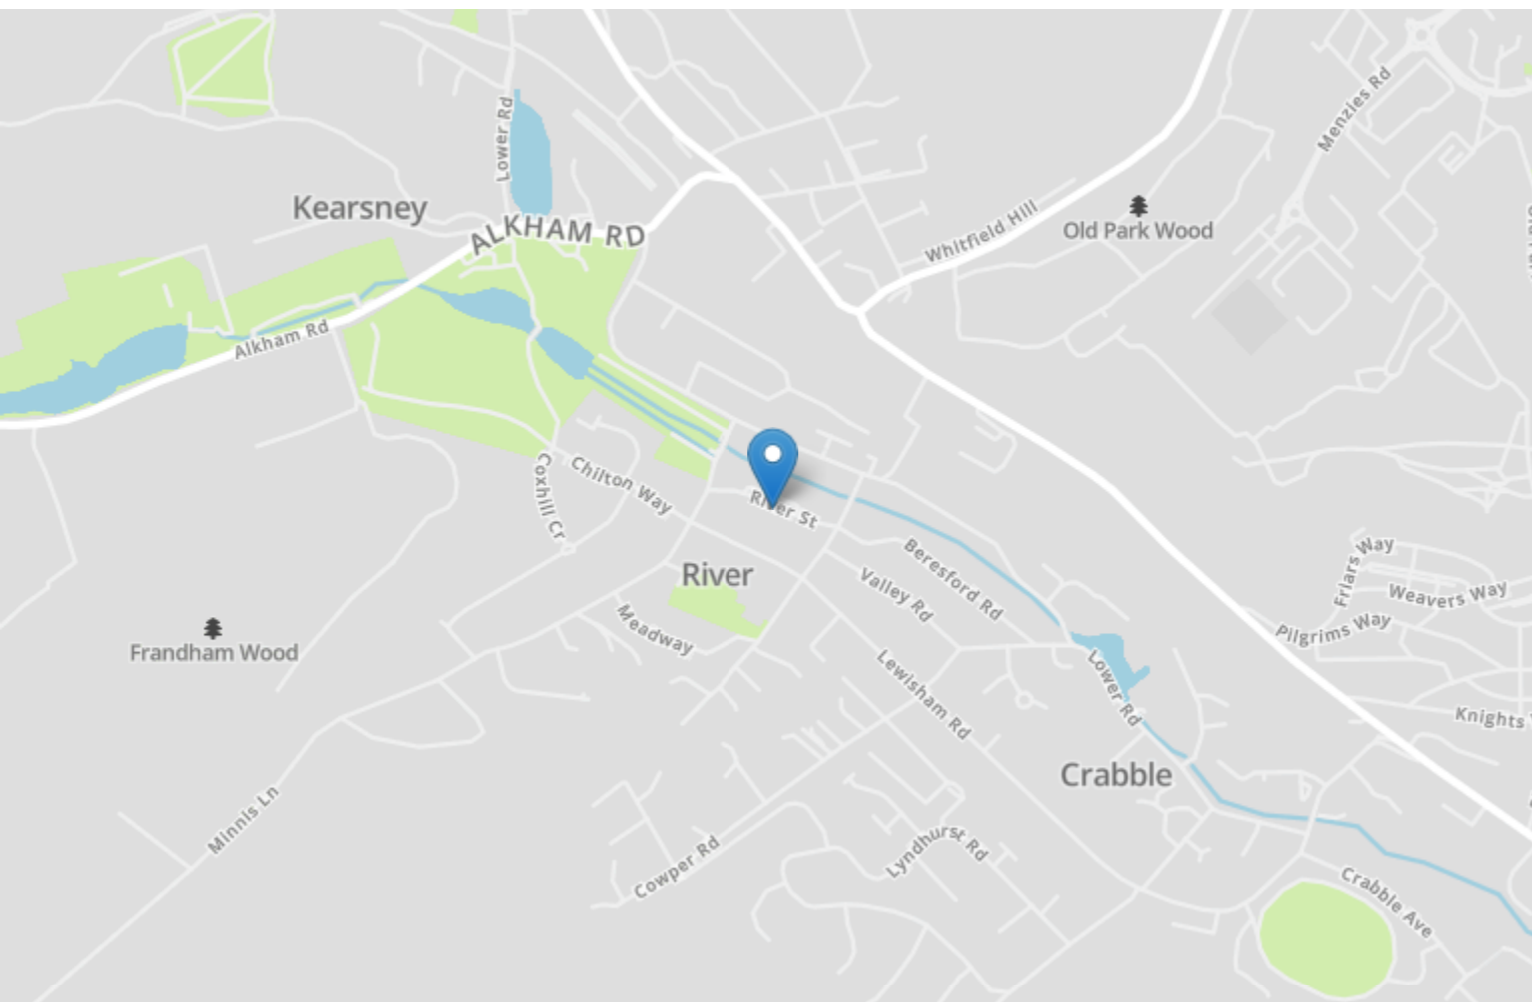 Menzies Rd
Lower Rd
Kearsney
ALKHAM RD
Old Park Wood
Whitfield Hill
Alkham Rd
Chilton Way
Coxhill Cr
River St
River
Beresford Rd
Valley Rd
Friars Way
Weavers Way
Pilgrims Way
Meadway
Frandham Wood
Lewisham Rd
Lower Rd
Knights
Crabble
Minnis Ln
Cowper Rd
Lyndhurst Rd
Crabble Ave